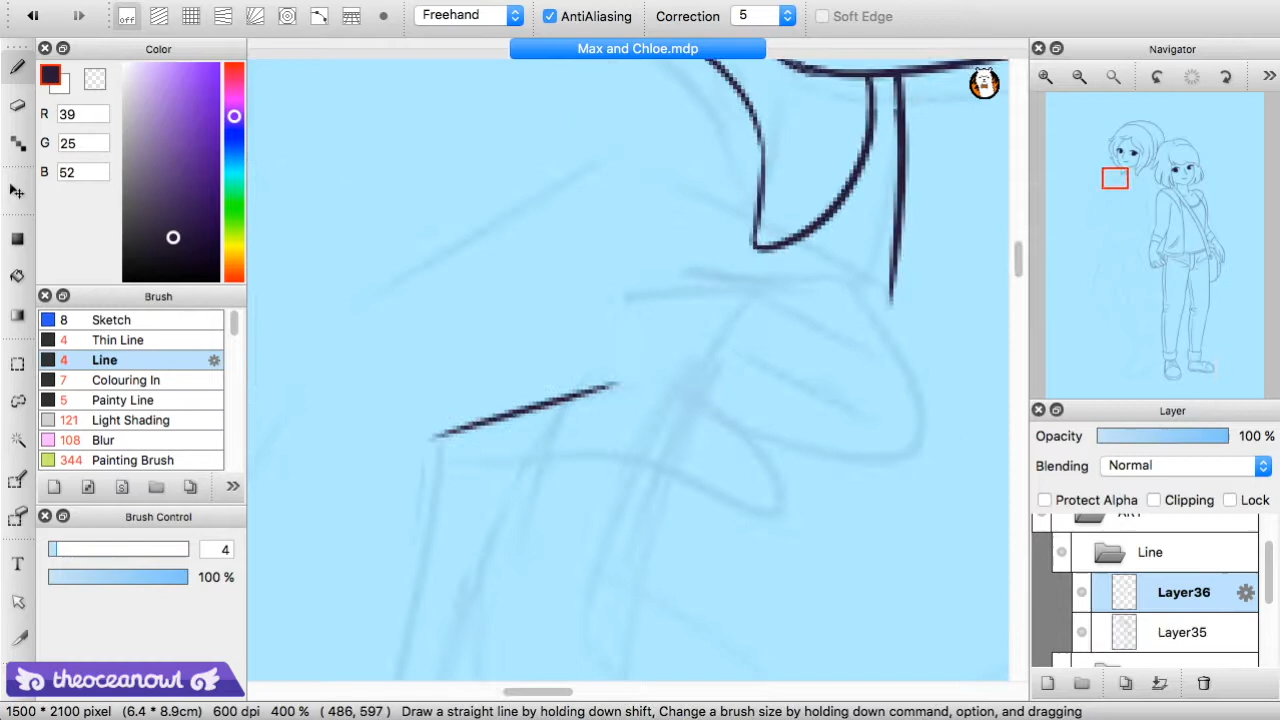 off
Freehand
AntiAliasing
Correction
5
Soft Edge
Color
Max and Chloe.mdp
Navigator
R
39
G
25
B
52
Brush
8 Sketch
4 Thin Line
4 Line
7 Colouring In
5 Painty Line
121 Light Shading
108 Blur
344 Painting Brush
Brush Control
4
100 %
Layer
Opacity
100 %
Blending
Normal
Protect Alpha
Clipping
Lock
Line
Layer36
Layer35
T
theoceanowl
1500 * 2100 pixel (6.4 * 8.9cm) 600 dpi 400 % ( 486, 597 ) Draw a straight line by holding down shift, Change a brush size by holding down command, option, and dragging